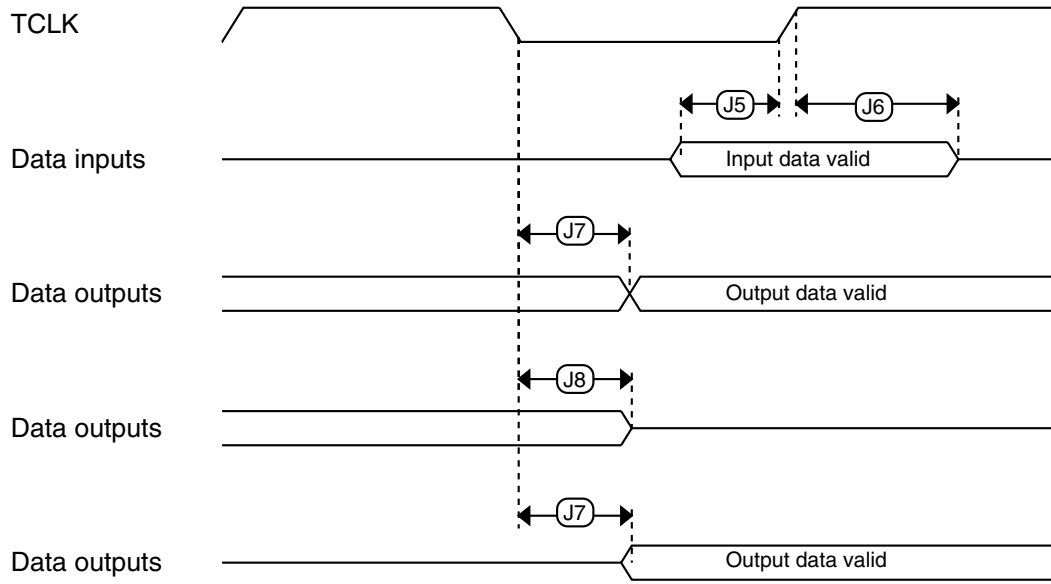 TCLK
J5
J6
Data inputs
Input data valid
J7
Data outputs
Output data valid
J8
Data outputs
J7
Data outputs
Output data valid